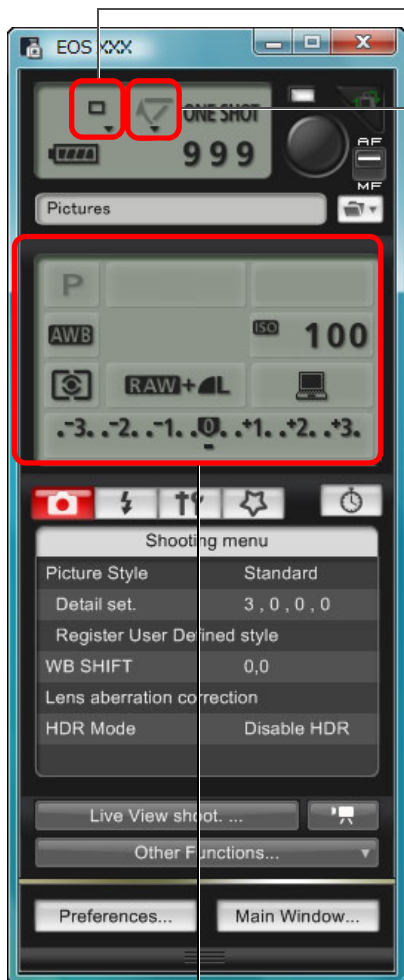 EOS XXX
ONE SHOT
999
AF
MF
Pictures
P
AWB
ISO 100
RAW+L
.-3. .-2. .-1. .0. .+1. .+2. .+3.
Shooting menu
Picture Style Standard
Detail set. 3 , 0 , 0 , 0
Register User Defined style
WB SHIFT 0,0
Lens aberration correction
HDR Mode Disable HDR
Live View shoot. ...
Other Functions...
Preferences... Main Window...